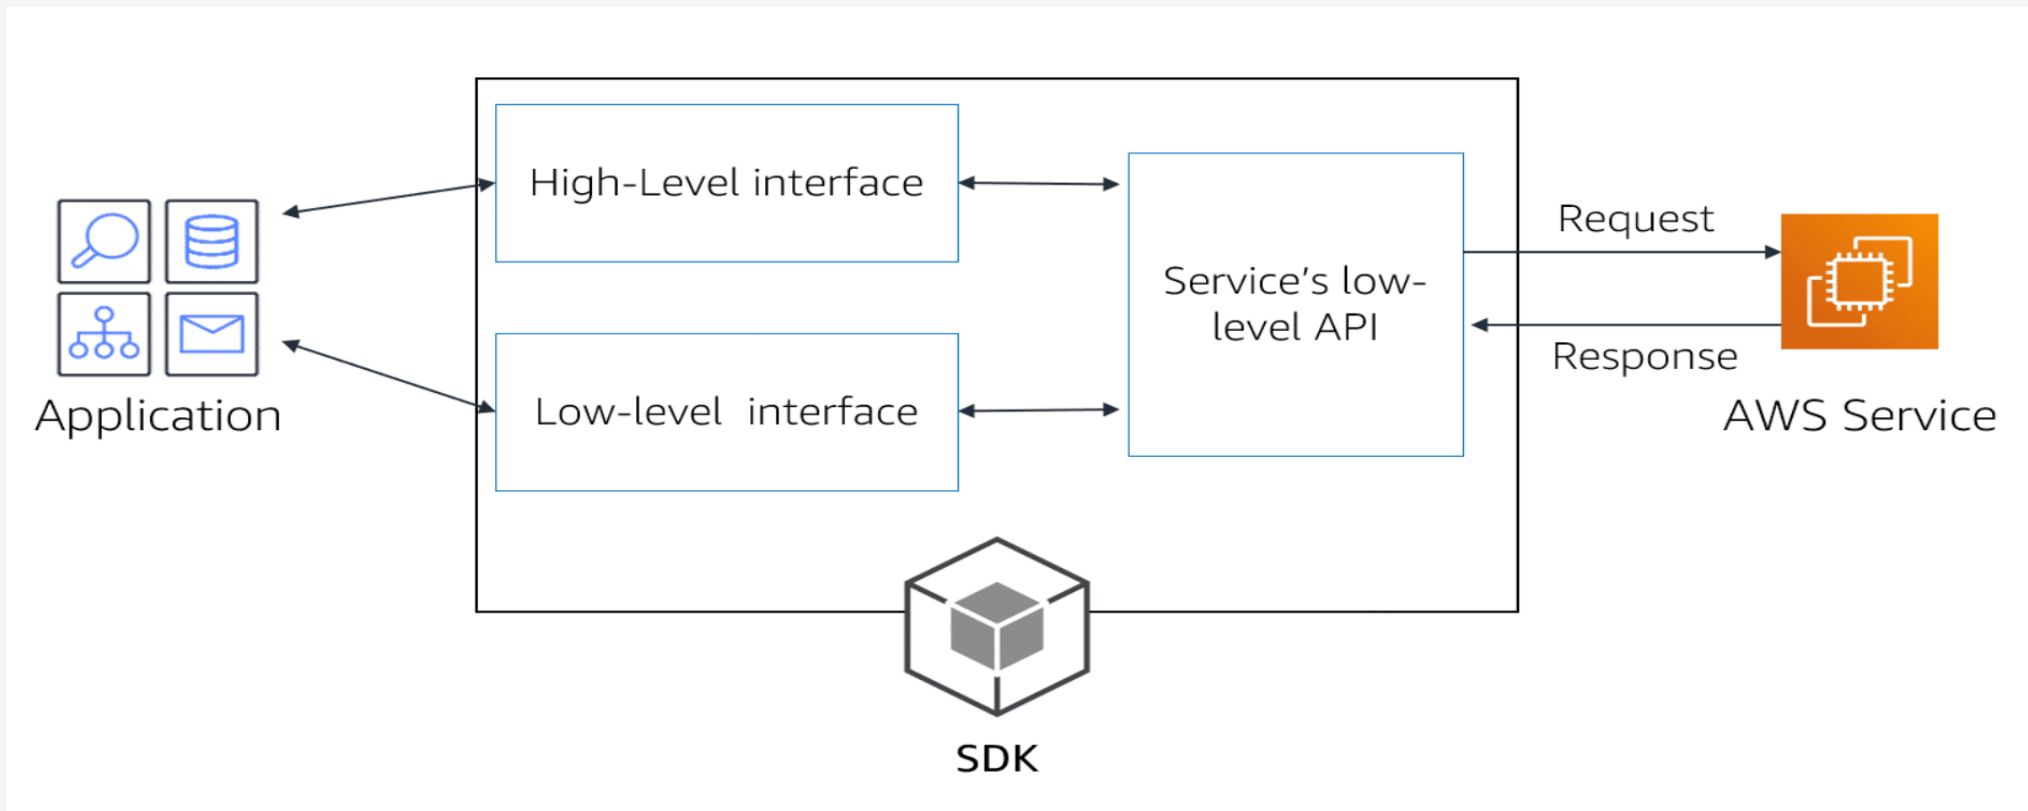 High-Level interface
Request
Service's low-
level API
Response
Low-level  interface
Application
AWS Service
SDK